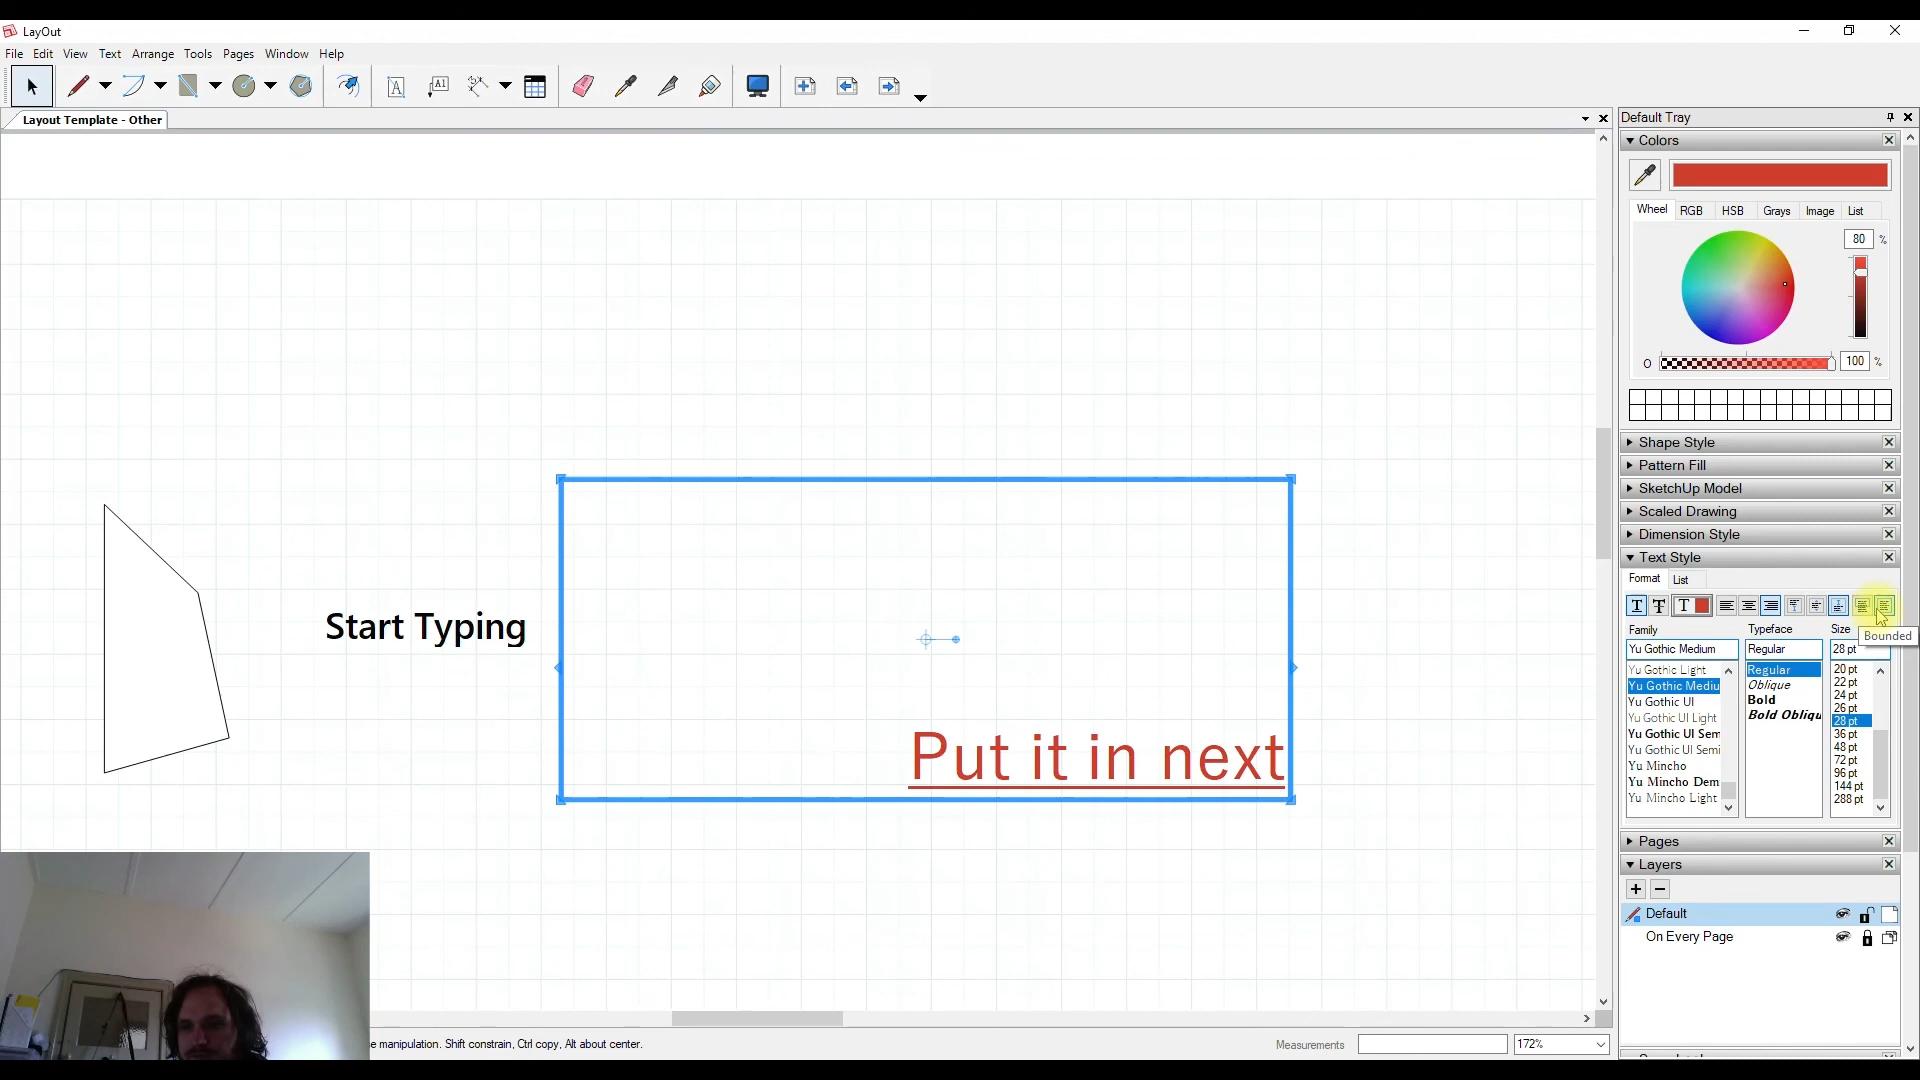 LayOut
File Edit View Text Arrange Tools Pages Window Help
Layout Template - Other
Default Tray
Colors
Wheel RGB HSB Grays Image List
80 %
O 100 %
Shape Style
Pattern Fill
SketchUp Model
Scaled Drawing
Dimension Style
Text Style
Format List
Family Typeface Size
Bounded
Yu Gothic Medium Regular 28 pt
Yu Gothic Light Regular 20 pt
Yu Gothic Mediu Oblique 22 pt
Yu Gothic UI Bold 24 pt
Yu Gothic UI Light Bold Obliqu 26 pt
Yu Gothic UI Sem 28 pt
Yu Gothic UI Semi 36 pt
Yu Mincho 48 pt
Yu Mincho Dem 72 pt
Yu Mincho Light 96 pt
144 pt
288 pt
Start Typing
Put it in next
Pages
Layers
Default
On Every Page
e manipulation. Shift constrain, Ctrl copy, Alt about center.
Measurements 172%